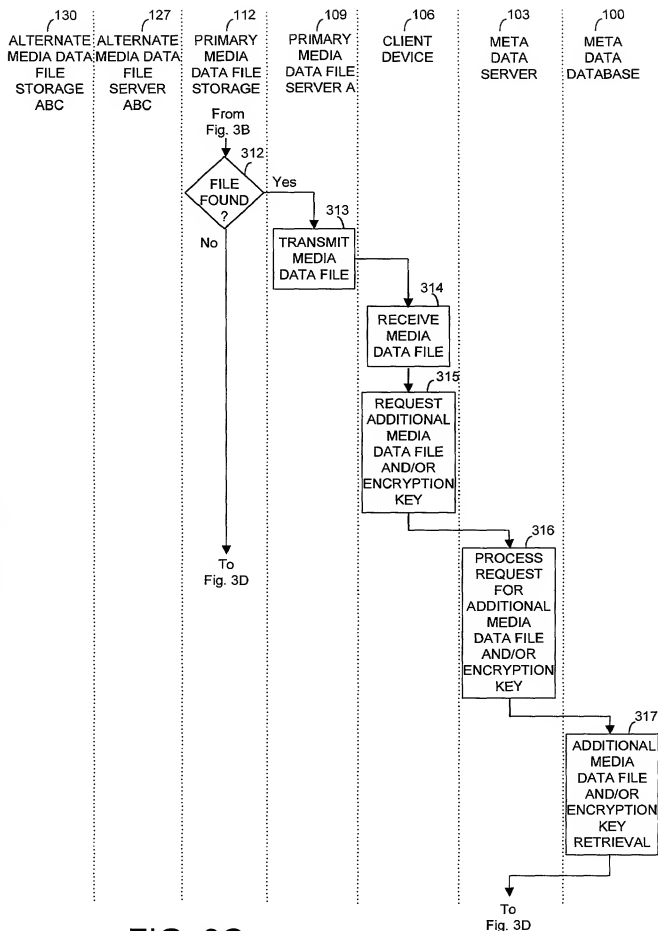 130
ALTERNATE
MEDIA DATA
FILE
STORAGE
ABC
127
ALTERNATE
MEDIA DATA
FILE
SERVER
ABC
112
PRIMARY
MEDIA
DATA FILE
STORAGE
109
PRIMARY
MEDIA
DATA FILE
SERVER A
106
CLIENT
DEVICE
103
META
DATA
SERVER
100
META
DATA
DATABASE
From
Fig. 3B
312
FILE
FOUND
?
Yes
No
313
TRANSMIT
MEDIA
DATA FILE
314
RECEIVE
MEDIA
DATA FILE
315
REQUEST
ADDITIONAL
MEDIA
DATA FILE
AND/OR
ENCRYPTION
KEY
To
Fig. 3D
316
PROCESS
REQUEST
FOR
ADDITIONAL
MEDIA
DATA FILE
AND/OR
ENCRYPTION
KEY
317
ADDITIONAL
MEDIA
DATA FILE
AND/OR
ENCRYPTION
KEY
RETRIEVAL
To
Fig. 3D